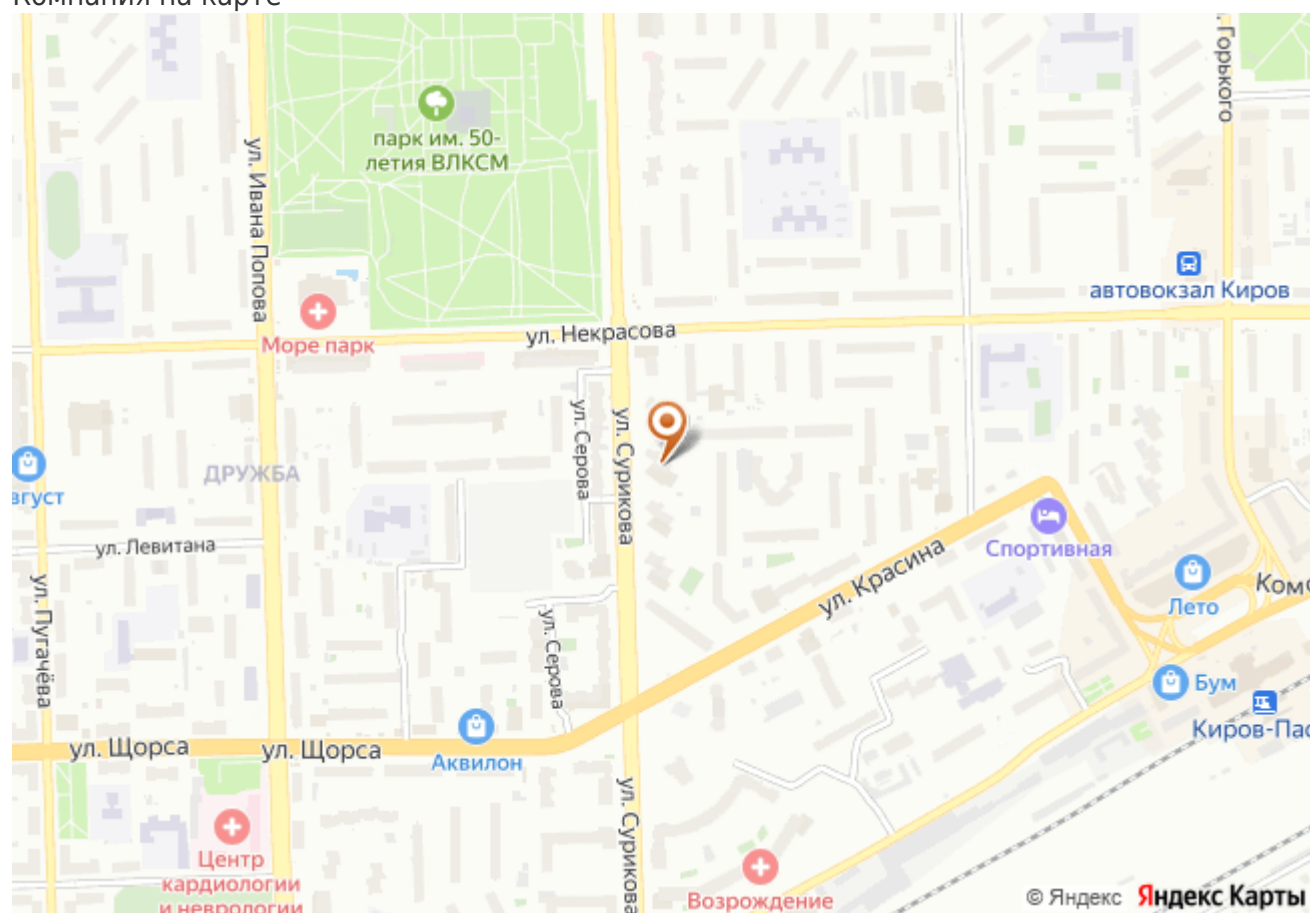 Компания на карте
ул. Горького
парк им. 50-
летия ВЛКСМ
ул. Ивана Попова
автовокзал Киров
ул. Некрасова
Море парк
ул. Серова
ул. Сурикова
ДРУЖБА
вгуст
ул. Левитана
ул. Красина
Спортивная
Лето
Комс
ул. Пугачёва
ул. Серова
Бум
Киров-Пас
ул. Щорса
ул. Щорса
Аквилон
ул. Сурикова
Центр
кардиологии
и неврологии
Возрождение
© Яндекс Яндекс Карты